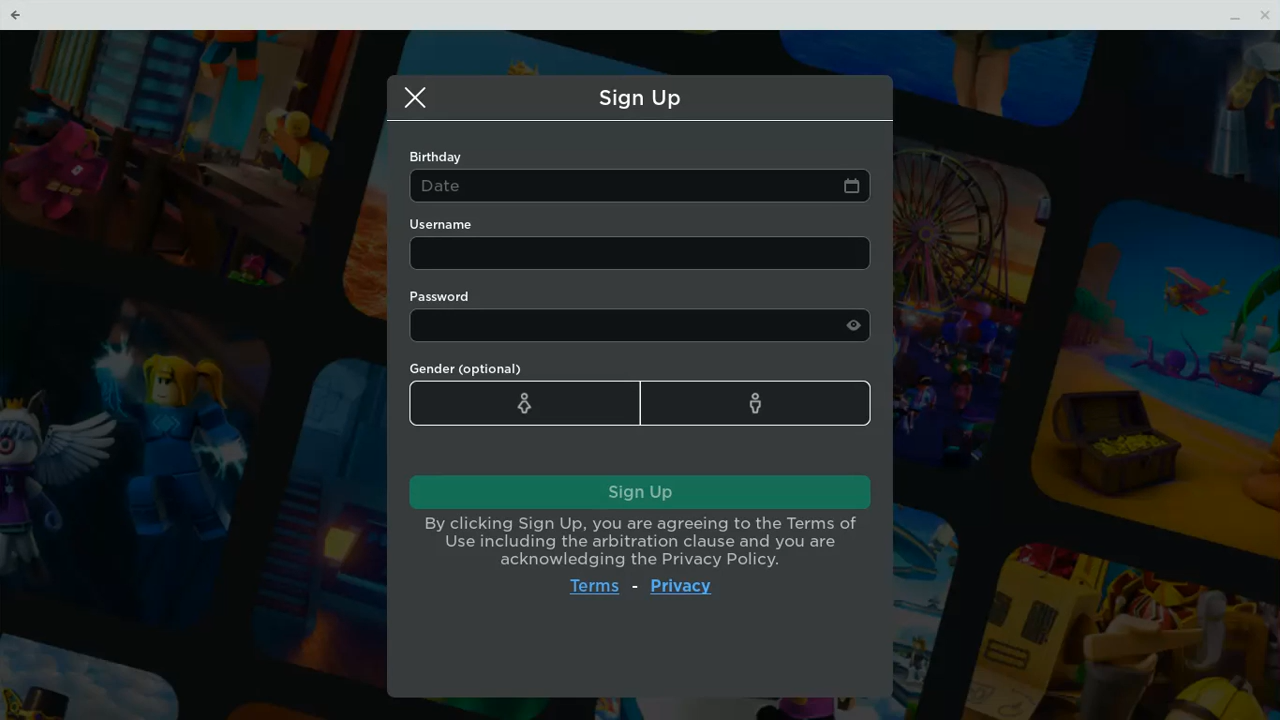 Sign Up
Birthday
Date
Username
Password
Gender (optional)
Sign Up
By clicking Sign Up, you are agreeing to the Terms of
Use including the arbitration clause and you are
acknowledging the Privacy Policy.
Terms - Privacy